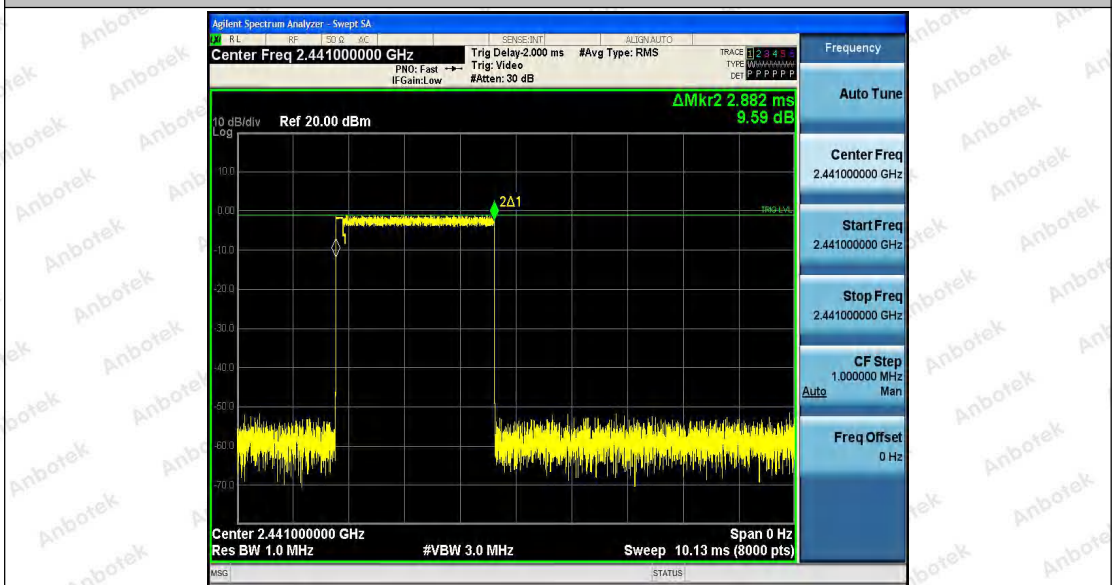 Agilent Spectrum Analyzer - Swept SA
RL RF 50 Ω AC SENSE:INT ALIGN AUTO
Center Freq 2.441000000 GHz
PNO: Fast
IFGain:Low
Trig Delay-2.000 ms
Trig: Video
#Atten: 30 dB
#Avg Type: RMS
TRACE 1 2 3 4 5 6
TYPE
DET P P P P P P
ΔMkr2 2.882 ms
9.59 dB
10 dB/div
Log
Ref 20.00 dBm
10.0
0.00
-10.0
-20.0
-30.0
-40.0
-50.0
-60.0
-70.0
2Δ1
TRIG LVL
Center 2.441000000 GHz
Span 0 Hz
Res BW 1.0 MHz
#VBW 3.0 MHz
Sweep 10.13 ms (8000 pts)
MSG
STATUS
Frequency
Auto Tune
Center Freq
2.441000000 GHz
Start Freq
2.441000000 GHz
Stop Freq
2.441000000 GHz
CF Step
1.000000 MHz
Auto Man
Freq Offset
0 Hz
Anbotek